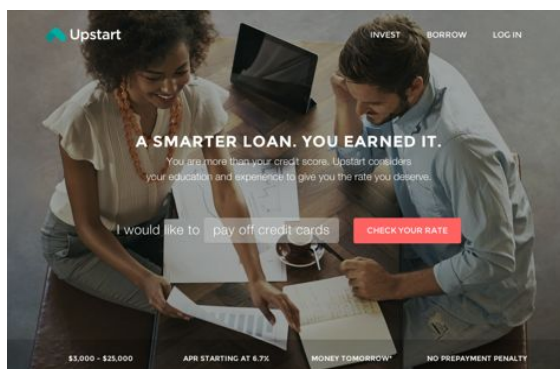 Upstart
INVEST BORROW LOG IN
A SMARTER LOAN. YOU EARNED IT.
You are more than your credit score. Upstart considers
your education and experience to give you the rate you deserve.
I would like to pay off credit cards CHECK YOUR RATE
$3,000 - $25,000 APR STARTING AT 6.7% MONEY TOMORROW* NO PREPAYMENT PENALTY